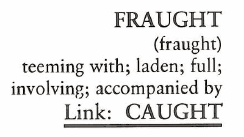 FRAUGHT
(fraught)
teeming with; laden; full;
involving; accompanied by
Link: CAUGHT